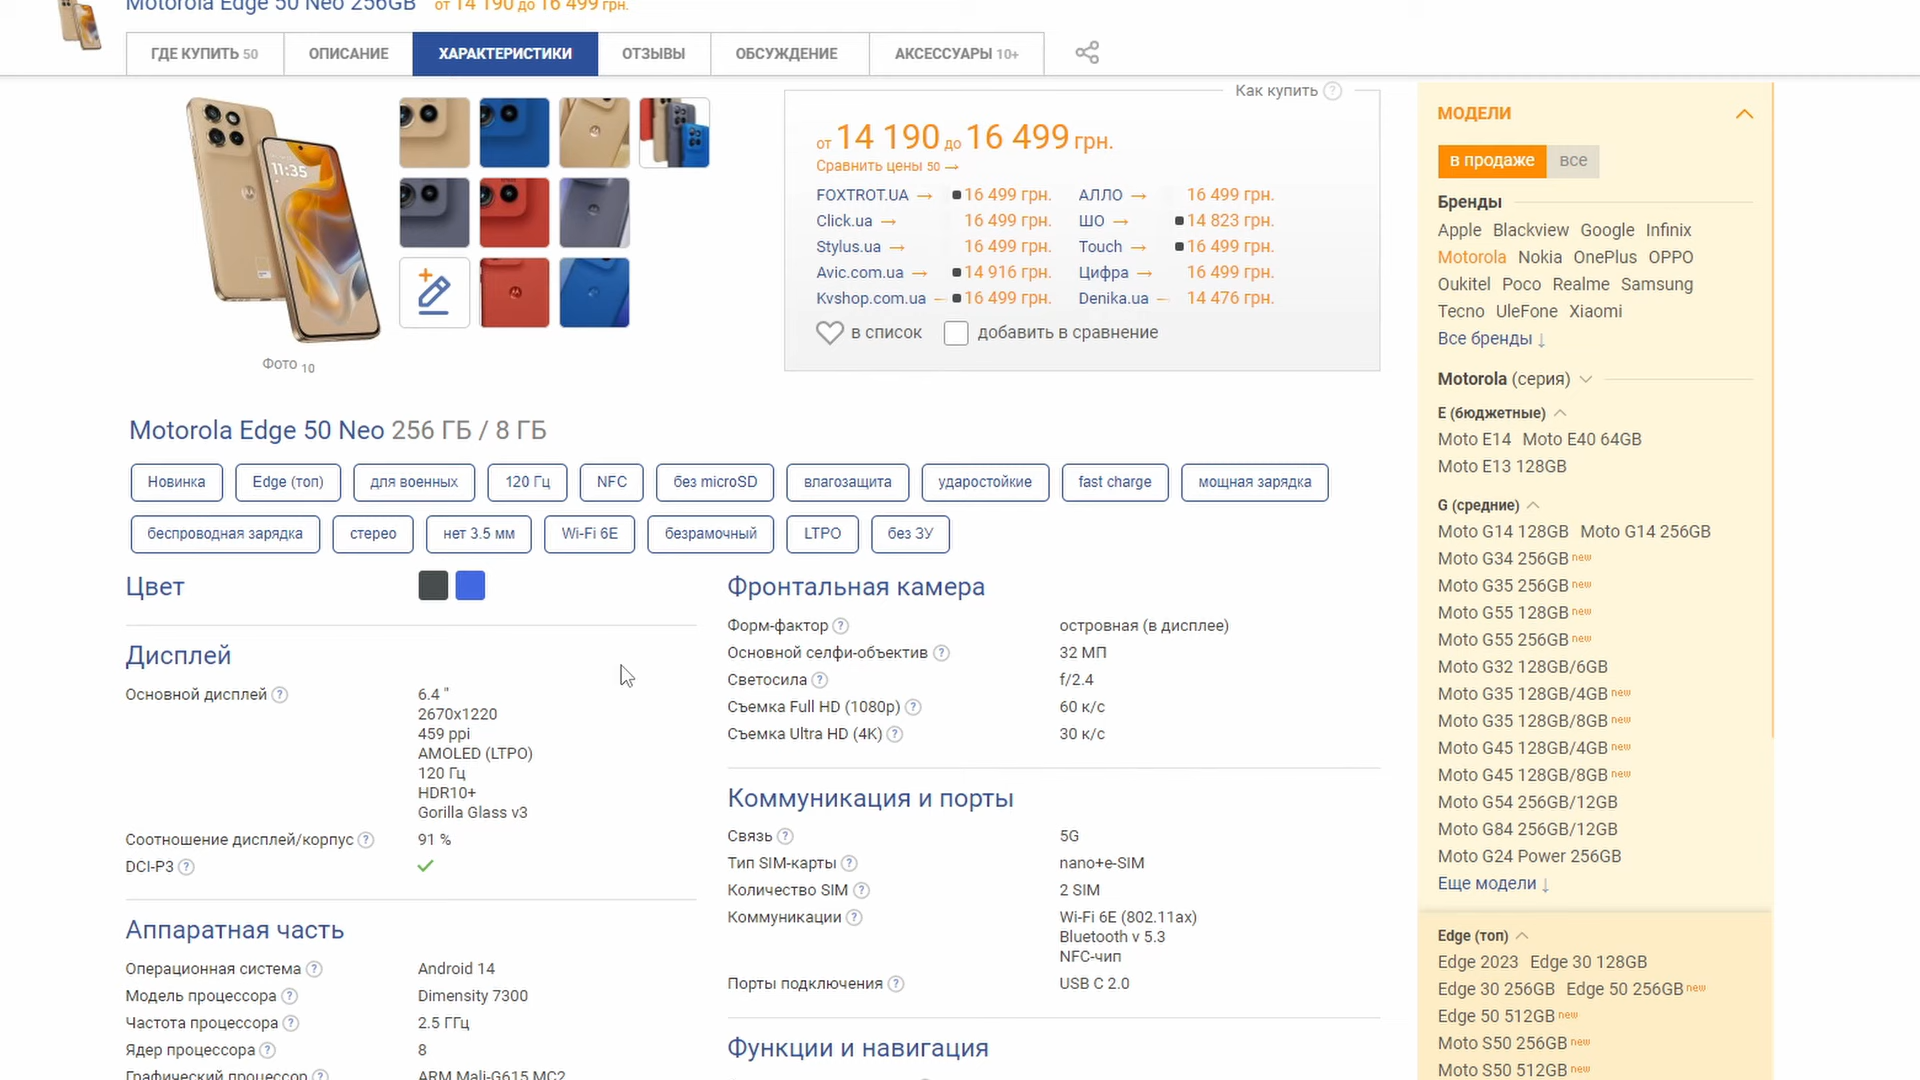 Motorola Edge 50 Neo 256GB от 14 190 до 16 499 грн.
ГДЕ КУПИТЬ 50 ОПИСАНИЕ ХАРАКТЕРИСТИКИ ОТЗЫВЫ ОБСУЖДЕНИЕ АКСЕССУАРЫ 10+
11:35
Фото 10
Как купить ?
от 14 190 до 16 499 грн.
Сравнить цены 50 →
FOXTROT.UA → 16 499 грн. АЛЛО → 16 499 грн.
Click.ua → 16 499 грн. ШО → 14 823 грн.
Stylus.ua → 16 499 грн. Touch → 16 499 грн.
Avic.com.ua → 14 916 грн. Цифра → 16 499 грн.
Kvshop.com.ua 16 499 грн. Denika.ua 14 476 грн.
в список добавить в сравнение
Motorola Edge 50 Neo 256 ГБ / 8 ГБ
Новинка Edge (топ) для военных 120 Гц NFC без microSD влагозащита ударостойкие fast charge мощная зарядка
беспроводная зарядка стерео нет 3.5 мм Wi-Fi 6E безрамочный LTPO без ЗУ
Цвет
Дисплей
Основной дисплей ? 6.4 "
2670x1220
459 ppi
AMOLED (LTPO)
120 Гц
HDR10+
Gorilla Glass v3
Соотношение дисплей/корпус ? 91 %
DCI-P3 ?
Аппаратная часть
Операционная система ? Android 14
Модель процессора ? Dimensity 7300
Частота процессора ? 2.5 ГГц
Ядер процессора ? 8
Графический процессор ? ARM Mali-G615 MC2
Фронтальная камера
Форм-фактор ? островная (в дисплее)
Основной селфи-объектив ? 32 МП
Светосила ? f/2.4
Съемка Full HD (1080p) ? 60 к/с
Съемка Ultra HD (4K) ? 30 к/с
Коммуникация и порты
Связь ? 5G
Тип SIM-карты ? nano+e-SIM
Количество SIM ? 2 SIM
Коммуникации ? Wi-Fi 6E (802.11ax)
Bluetooth v 5.3
NFC-чип
Порты подключения ? USB C 2.0
Функции и навигация
МОДЕЛИ
в продаже все
Бренды
Apple Blackview Google Infinix
Motorola Nokia OnePlus OPPO
Oukitel Poco Realme Samsung
Tecno UleFone Xiaomi
Все бренды ↓
Motorola (серия)
E (бюджетные)
Moto E14 Moto E40 64GB
Moto E13 128GB
G (средние)
Moto G14 128GB Moto G14 256GB
Moto G34 256GB new
Moto G35 256GB new
Moto G55 128GB new
Moto G55 256GB new
Moto G32 128GB/6GB
Moto G35 128GB/4GB new
Moto G35 128GB/8GB new
Moto G45 128GB/4GB new
Moto G45 128GB/8GB new
Moto G54 256GB/12GB
Moto G84 256GB/12GB
Moto G24 Power 256GB
Еще модели ↓
Edge (топ)
Edge 2023 Edge 30 128GB
Edge 30 256GB Edge 50 256GB new
Edge 50 512GB new
Moto S50 256GB new
Moto S50 512GB new